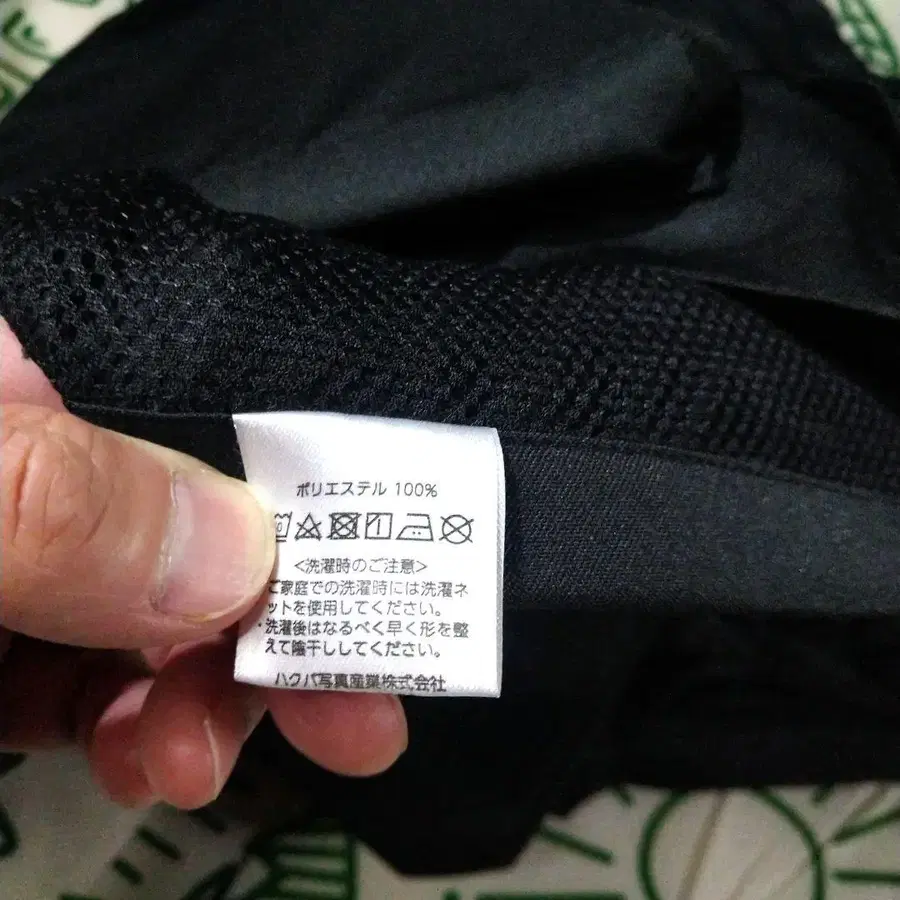 ポリエステル 100%
<洗濯時のご注意>
ご家庭での洗濯時には洗濯ネ
ットを使用してください。
・洗濯後はなるべく早く形を整
えて陰干ししてください。
ハクバ写真産業株式会社